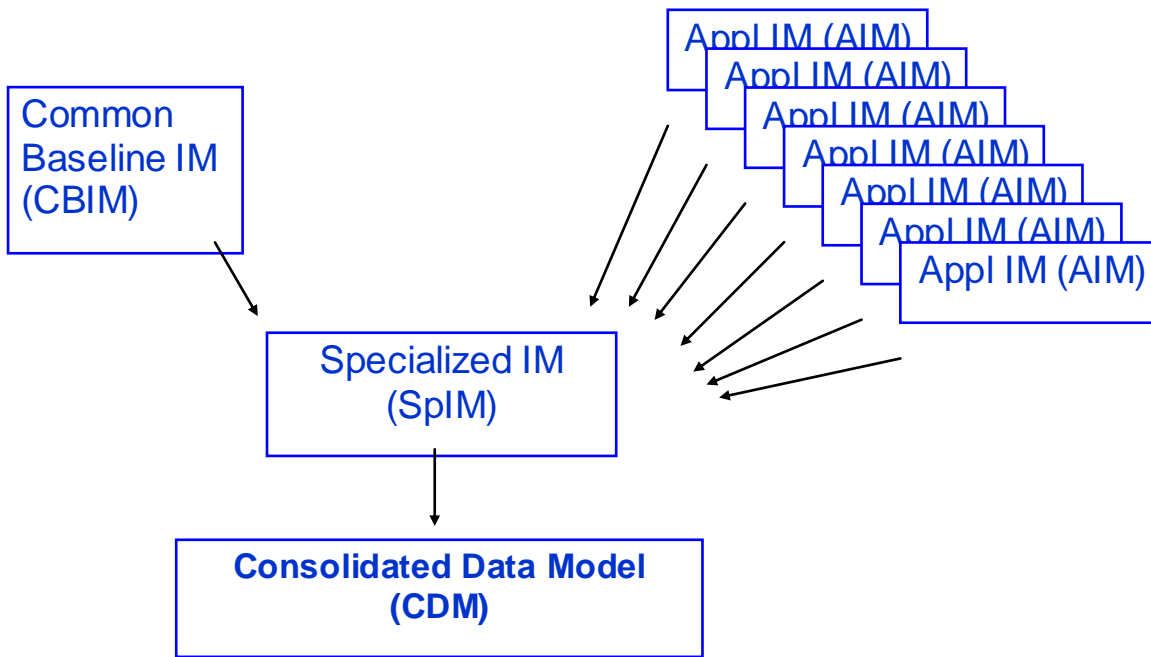 Appl IM (AIM)
Appl IM (AIM)
Appl IM (AIM)
Appl IM (AIM)
Appl IM (AIM)
Appl IM (AIM)
Appl IM (AIM)
Common
Baseline IM
(CBIM)
Specialized IM
(SpIM)
Consolidated Data Model
(CDM)